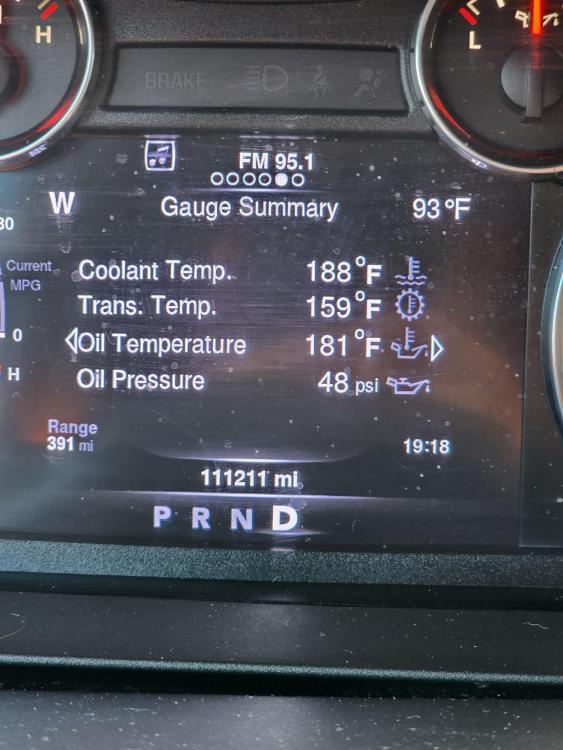 H
L
BRAKE
FM 95.1
W
Gauge Summary
93 °F
Current
MPG
Coolant Temp. 188°F
Trans. Temp. 159°F
0
Oil Temperature 181°F
H
Oil Pressure 48 psi
Range
391 mi
19:18
111211 mi
P R N D